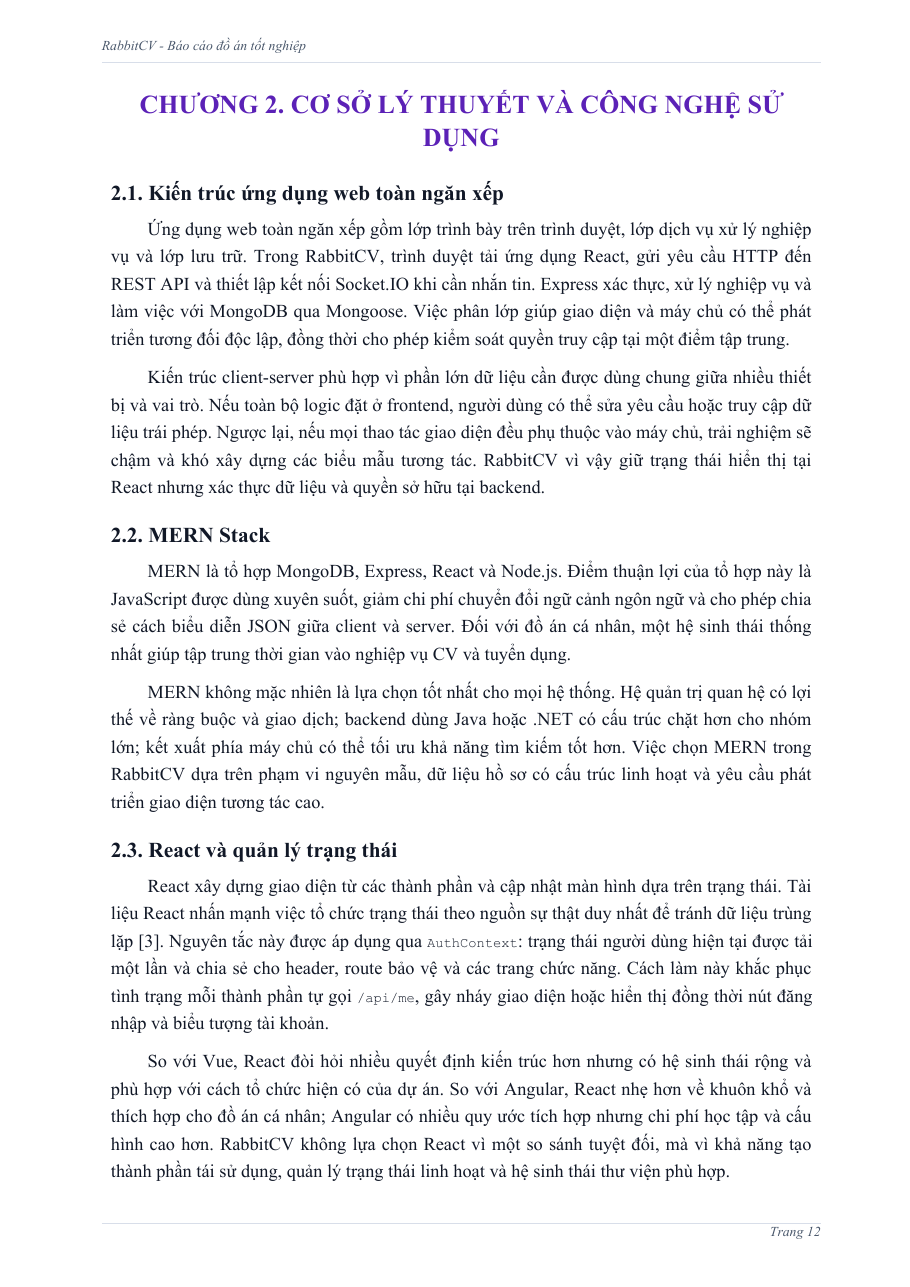 RabbitCV - Báo cáo đồ án tốt nghiệp
CHƯƠNG 2. CƠ SỞ LÝ THUYẾT VÀ CÔNG NGHỆ SỬ
DỤNG
2.1. Kiến trúc ứng dụng web toàn ngăn xếp
Ứng dụng web toàn ngăn xếp gồm lớp trình bày trên trình duyệt, lớp dịch vụ xử lý nghiệp
vụ và lớp lưu trữ. Trong RabbitCV, trình duyệt tải ứng dụng React, gửi yêu cầu HTTP đến
REST API và thiết lập kết nối Socket.IO khi cần nhắn tin. Express xác thực, xử lý nghiệp vụ và
làm việc với MongoDB qua Mongoose. Việc phân lớp giúp giao diện và máy chủ có thể phát
triển tương đối độc lập, đồng thời cho phép kiểm soát quyền truy cập tại một điểm tập trung.
Kiến trúc client-server phù hợp vì phần lớn dữ liệu cần được dùng chung giữa nhiều thiết
bị và vai trò. Nếu toàn bộ logic đặt ở frontend, người dùng có thể sửa yêu cầu hoặc truy cập dữ
liệu trái phép. Ngược lại, nếu mọi thao tác giao diện đều phụ thuộc vào máy chủ, trải nghiệm sẽ
chậm và khó xây dựng các biểu mẫu tương tác. RabbitCV vì vậy giữ trạng thái hiển thị tại
React nhưng xác thực dữ liệu và quyền sở hữu tại backend.
2.2. MERN Stack
MERN là tổ hợp MongoDB, Express, React và Node.js. Điểm thuận lợi của tổ hợp này là
JavaScript được dùng xuyên suốt, giảm chi phí chuyển đổi ngữ cảnh ngôn ngữ và cho phép chia
sẻ cách biểu diễn JSON giữa client và server. Đối với đồ án cá nhân, một hệ sinh thái thống
nhất giúp tập trung thời gian vào nghiệp vụ CV và tuyển dụng.
MERN không mặc nhiên là lựa chọn tốt nhất cho mọi hệ thống. Hệ quản trị quan hệ có lợi
thế về ràng buộc và giao dịch; backend dùng Java hoặc .NET có cấu trúc chặt hơn cho nhóm
lớn; kết xuất phía máy chủ có thể tối ưu khả năng tìm kiếm tốt hơn. Việc chọn MERN trong
RabbitCV dựa trên phạm vi nguyên mẫu, dữ liệu hồ sơ có cấu trúc linh hoạt và yêu cầu phát
triển giao diện tương tác cao.
2.3. React và quản lý trạng thái
React xây dựng giao diện từ các thành phần và cập nhật màn hình dựa trên trạng thái. Tài
liệu React nhấn mạnh việc tổ chức trạng thái theo nguồn sự thật duy nhất để tránh dữ liệu trùng
lặp [3]. Nguyên tắc này được áp dụng qua AuthContext: trạng thái người dùng hiện tại được tải
một lần và chia sẻ cho header, route bảo vệ và các trang chức năng. Cách làm này khắc phục
tình trạng mỗi thành phần tự gọi /api/me, gây nháy giao diện hoặc hiển thị đồng thời nút đăng
nhập và biểu tượng tài khoản.
So với Vue, React đòi hỏi nhiều quyết định kiến trúc hơn nhưng có hệ sinh thái rộng và
phù hợp với cách tổ chức hiện có của dự án. So với Angular, React nhẹ hơn về khuôn khổ và
thích hợp cho đồ án cá nhân; Angular có nhiều quy ước tích hợp nhưng chi phí học tập và cấu
hình cao hơn. RabbitCV không lựa chọn React vì một so sánh tuyệt đối, mà vì khả năng tạo
thành phần tái sử dụng, quản lý trạng thái linh hoạt và hệ sinh thái thư viện phù hợp.
Trang 12